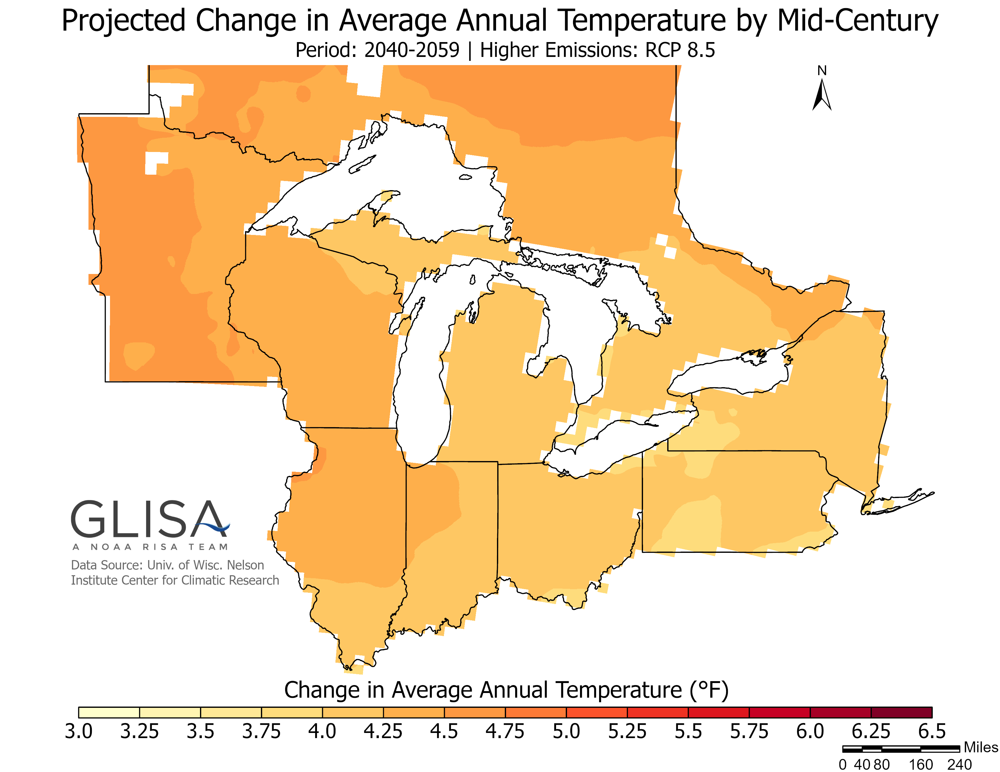 Projected Change in Average Annual Temperature by Mid-Century
Period: 2040-2059 | Higher Emissions: RCP 8.5
N
GLISA
A NOAA RISA TEAM
Data Source: Univ. of Wisc. Nelson
Institute Center for Climatic Research
Change in Average Annual Temperature (°F)
3.0 3.25 3.5 3.75 4.0 4.25 4.5 4.75 5.0 5.25 5.5 5.75 6.0 6.25 6.5
Miles
0 40 80 160 240